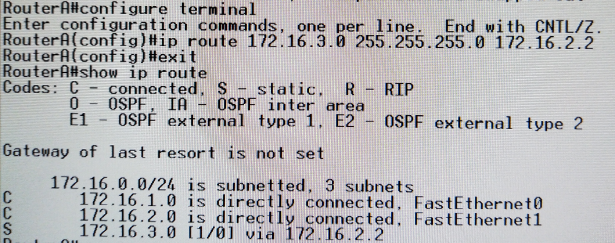 RouterA#configure terminal
Enter configuration commands, one per line.  End with CNTL/Z.
RouterA(config)#ip route 172.16.3.0 255.255.255.0 172.16.2.2
RouterA(config)#exit
RouterA#show ip route
Codes: C - connected, S - static,  R - RIP
       O - OSPF, IA - OSPF inter area
       E1 - OSPF external type 1, E2 - OSPF external type 2

Gateway of last resort is not set

     172.16.0.0/24 is subnetted, 3 subnets
C       172.16.1.0 is directly connected, FastEthernet0
C       172.16.2.0 is directly connected, FastEthernet1
S       172.16.3.0 [1/0] via 172.16.2.2